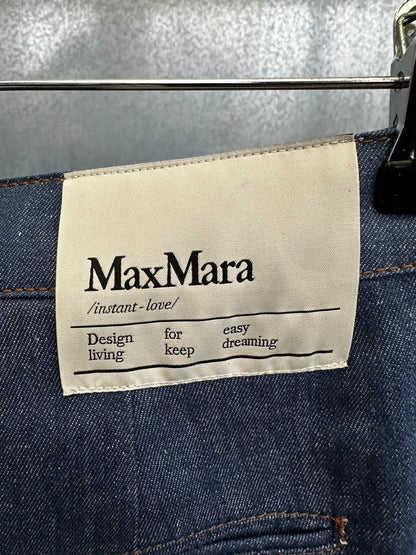 MaxMara
/instant-love/
Design for easy
living keep dreaming